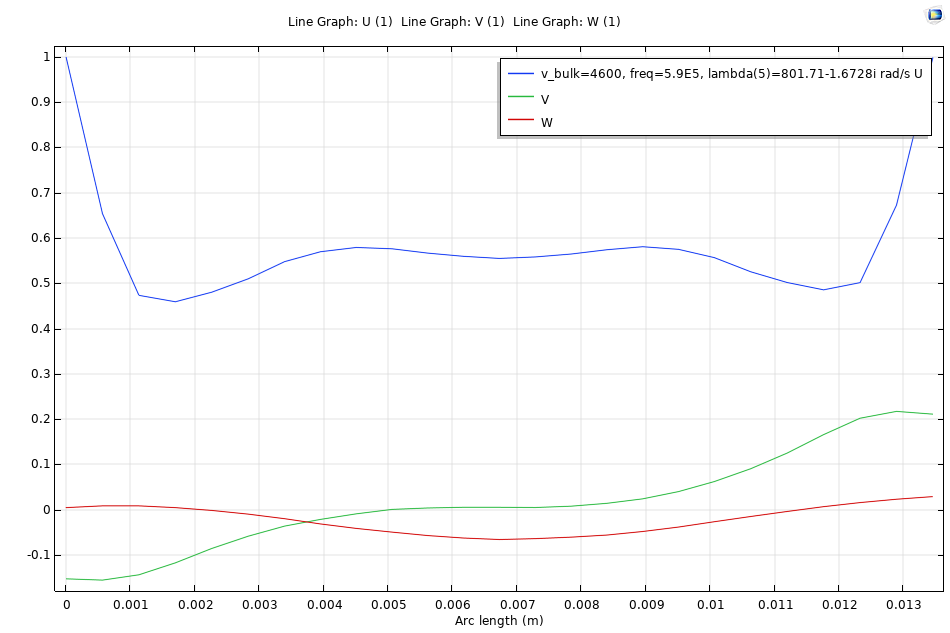 Line Graph: U (1)  Line Graph: V (1)  Line Graph: W (1)
v_bulk=4600, freq=5.9E5, lambda(5)=801.71-1.6728i rad/s U
V
W
1
0.9
0.8
0.7
0.6
0.5
0.4
0.3
0.2
0.1
0
-0.1
0 0.001 0.002 0.003 0.004 0.005 0.006 0.007 0.008 0.009 0.01 0.011 0.012 0.013
Arc length (m)